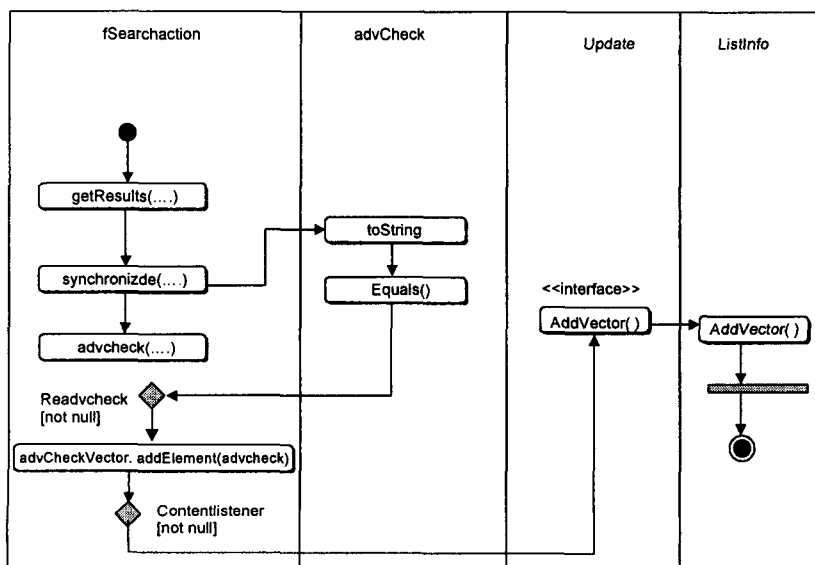 fSearchaction
advCheck
Update
ListInfo
getResults(....)
toString
synchronizde(....)
Equals()
<<interface>>
AddVector( )
AddVector( )
advcheck(....)
Readvcheck
[not null]
advCheckVector. addElement(advcheck)
Contentlistener
[not null]